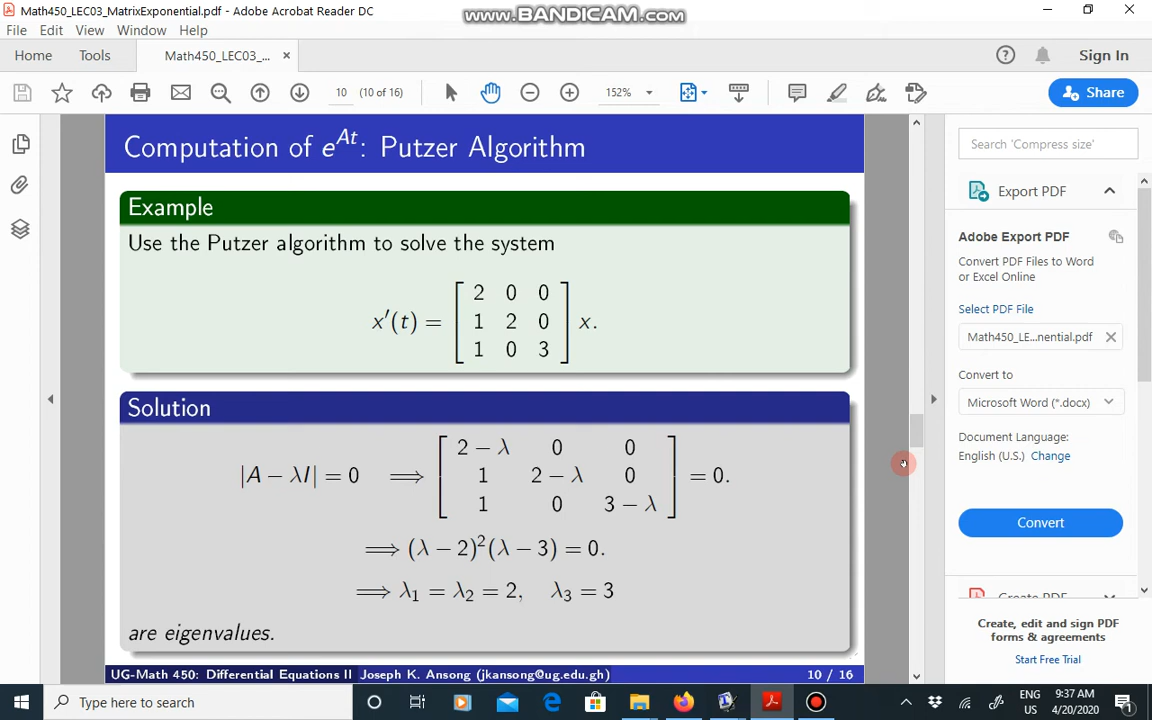 Math450_LEC03_MatrixExponential.pdf - Adobe Acrobat Reader DC
www.BANDICAM.com
File Edit View Window Help
Home Tools Math450_LEC03_... × Sign In
10 (10 of 16) 152% Share
Computation of e^{At}: Putzer Algorithm
Search 'Compress size'
Example
Export PDF
Use the Putzer algorithm to solve the system
Adobe Export PDF
Convert PDF Files to Word
or Excel Online
x′(t) = [ 2 0 0
1 2 0
1 0 3 ] x.
Select PDF File
Math450_LE...nential.pdf ×
Convert to
Microsoft Word (*.docx)
Solution
Document Language:
English (U.S.) Change
|A − λI| = 0 ⟹ [ 2 − λ 0 0
1 2 − λ 0
1 0 3 − λ ] = 0.
Convert
⟹ (λ − 2)²(λ − 3) = 0.
⟹ λ₁ = λ₂ = 2, λ₃ = 3
are eigenvalues.
Create, edit and sign PDF
forms & agreements
Start Free Trial
UG-Math 450: Differential Equations II Joseph K. Ansong (jkansong@ug.edu.gh) 10 / 16
Type here to search
ENG
US
9:37 AM
4/20/2020
1